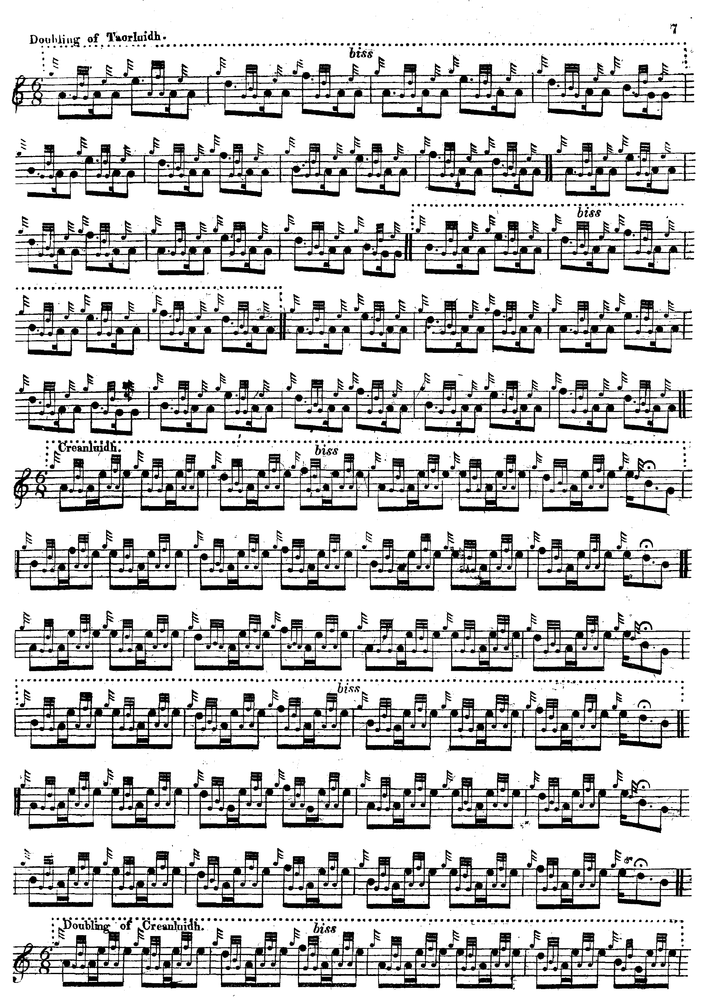 7
Doubling of Taorluidh.
biss
biss
Creanluidh.
biss
biss
Doubling of Creanluidh.
biss